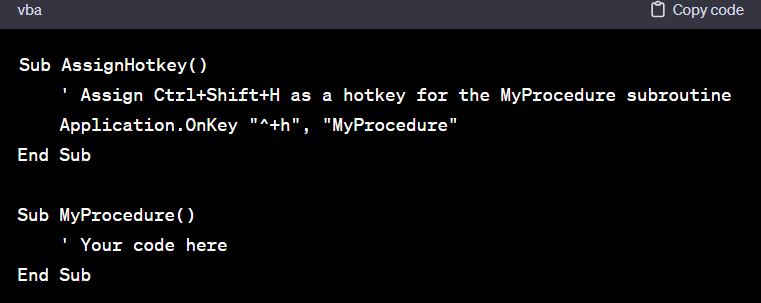 vba
Copy code
Sub AssignHotkey()
    ' Assign Ctrl+Shift+H as a hotkey for the MyProcedure subroutine
    Application.OnKey "^+h", "MyProcedure"
End Sub
Sub MyProcedure()
    ' Your code here
End Sub